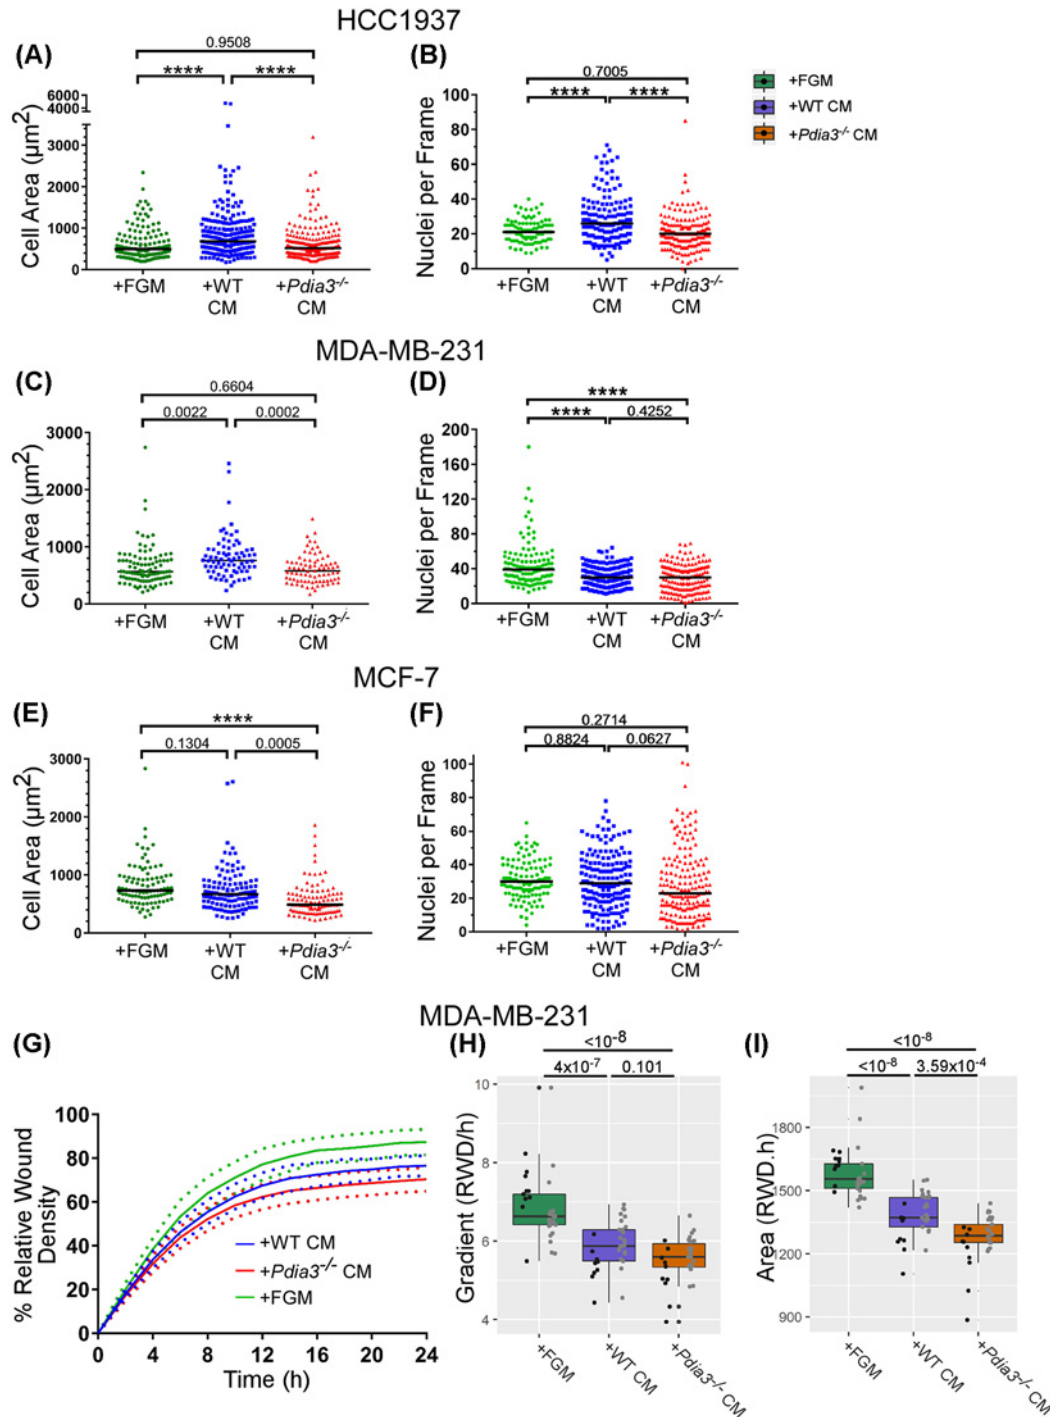 HCC1937
(A)
0.9508
****
****
Cell Area (µm²)
6000
4000
3000
2000
1000
0
+FGM
+WT CM
+Pdia3⁻/⁻ CM
(B)
0.7005
****
****
Nuclei per Frame
100
80
60
40
20
0
+FGM
+WT CM
+Pdia3⁻/⁻ CM
+FGM
+WT CM
+Pdia3⁻/⁻ CM
MDA-MB-231
(C)
0.6604
0.0022
0.0002
Cell Area (µm²)
3000
2000
1000
0
+FGM
+WT CM
+Pdia3⁻/⁻ CM
(D)
****
****
0.4252
Nuclei per Frame
200
160
120
80
40
0
+FGM
+WT CM
+Pdia3⁻/⁻ CM
MCF-7
(E)
****
0.1304
0.0005
Cell Area (µm²)
3000
2000
1000
0
+FGM
+WT CM
+Pdia3⁻/⁻ CM
(F)
0.2714
0.8824
0.0627
Nuclei per Frame
100
80
60
40
20
0
+FGM
+WT CM
+Pdia3⁻/⁻ CM
MDA-MB-231
(G)
% Relative Wound Density
100
80
60
40
20
0
0 4 8 12 16 20 24
Time (h)
+WT CM
+Pdia3⁻/⁻ CM
+FGM
(H)
<10⁻⁸
4x10⁻⁷
0.101
Gradient (RWD/h)
10
8
6
4
+FGM
+WT CM
+Pdia3⁻/⁻ CM
(I)
<10⁻⁸
<10⁻⁸
3.59x10⁻⁴
Area (RWD.h)
1800
1500
1200
900
+FGM
+WT CM
+Pdia3⁻/⁻ CM